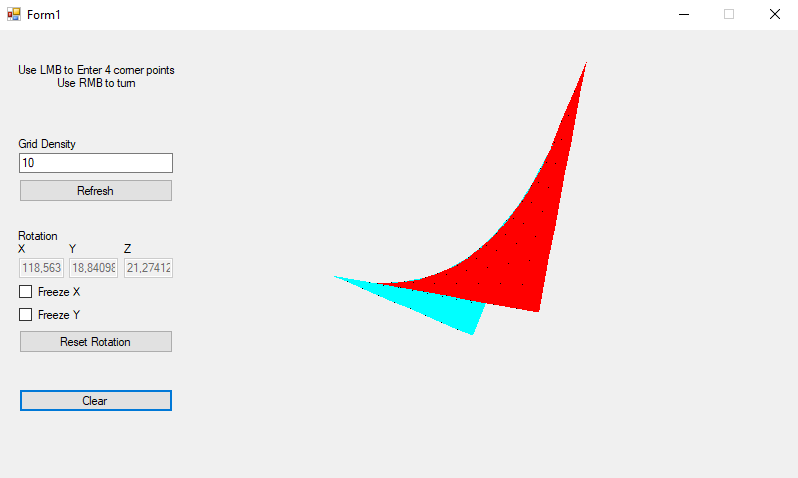 Form1
Use LMB to Enter 4 corner points
Use RMB to turn
Grid Density
10
Refresh
Rotation
X Y Z
118,563 18,84098 21,27412
Freeze X
Freeze Y
Reset Rotation
Clear